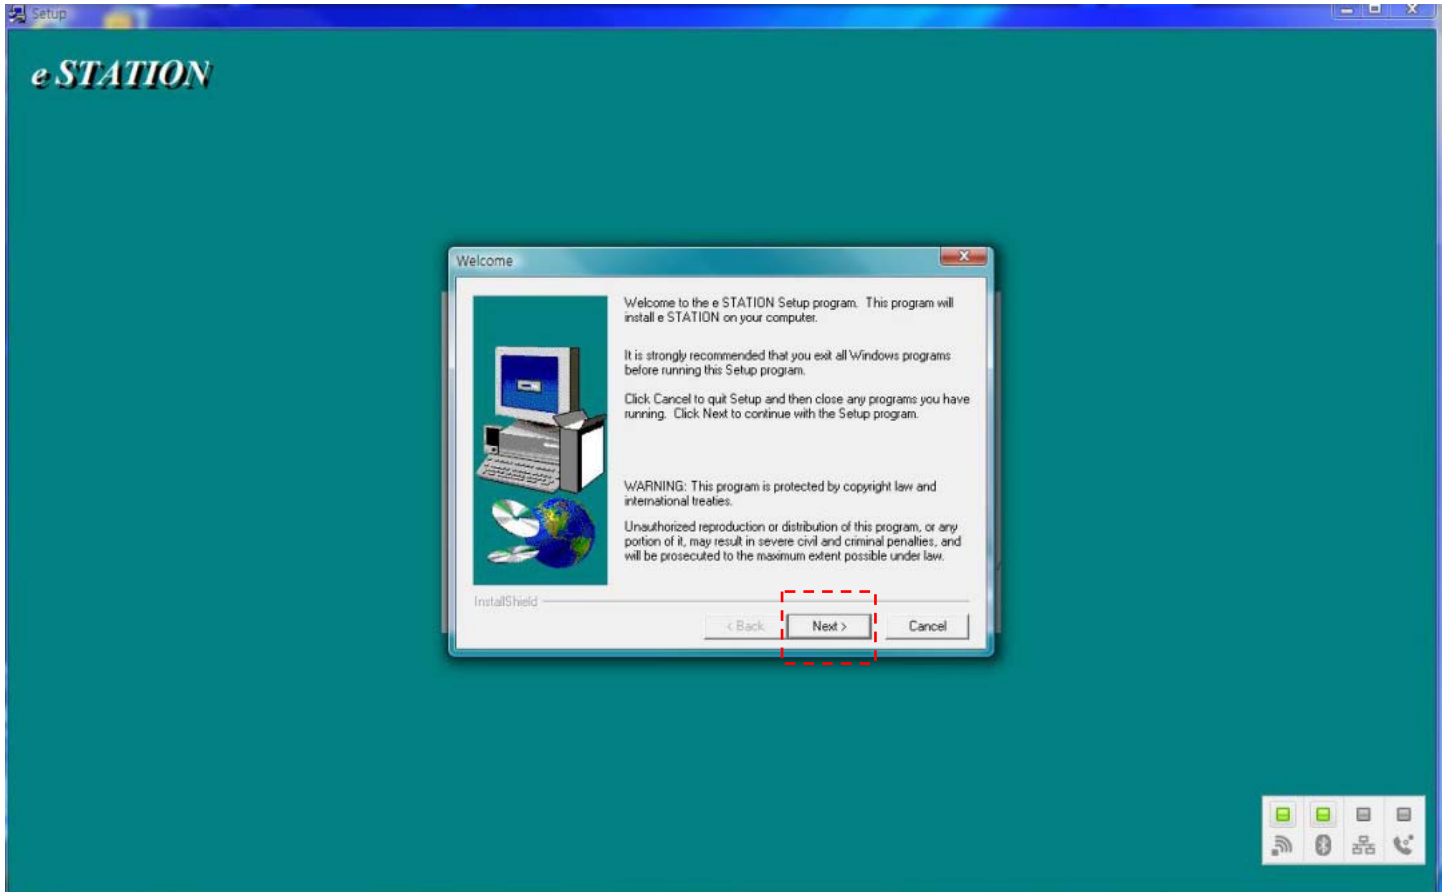 Setup
e STATION
Welcome
Welcome to the e STATION Setup program. This program will
install e STATION on your computer.
It is strongly recommended that you exit all Windows programs
before running this Setup program.
Click Cancel to quit Setup and then close any programs you have
running. Click Next to continue with the Setup program.
WARNING: This program is protected by copyright law and
international treaties.
Unauthorized reproduction or distribution of this program, or any
portion of it, may result in severe civil and criminal penalties, and
will be prosecuted to the maximum extent possible under law.
InstallShield
< Back Next > Cancel